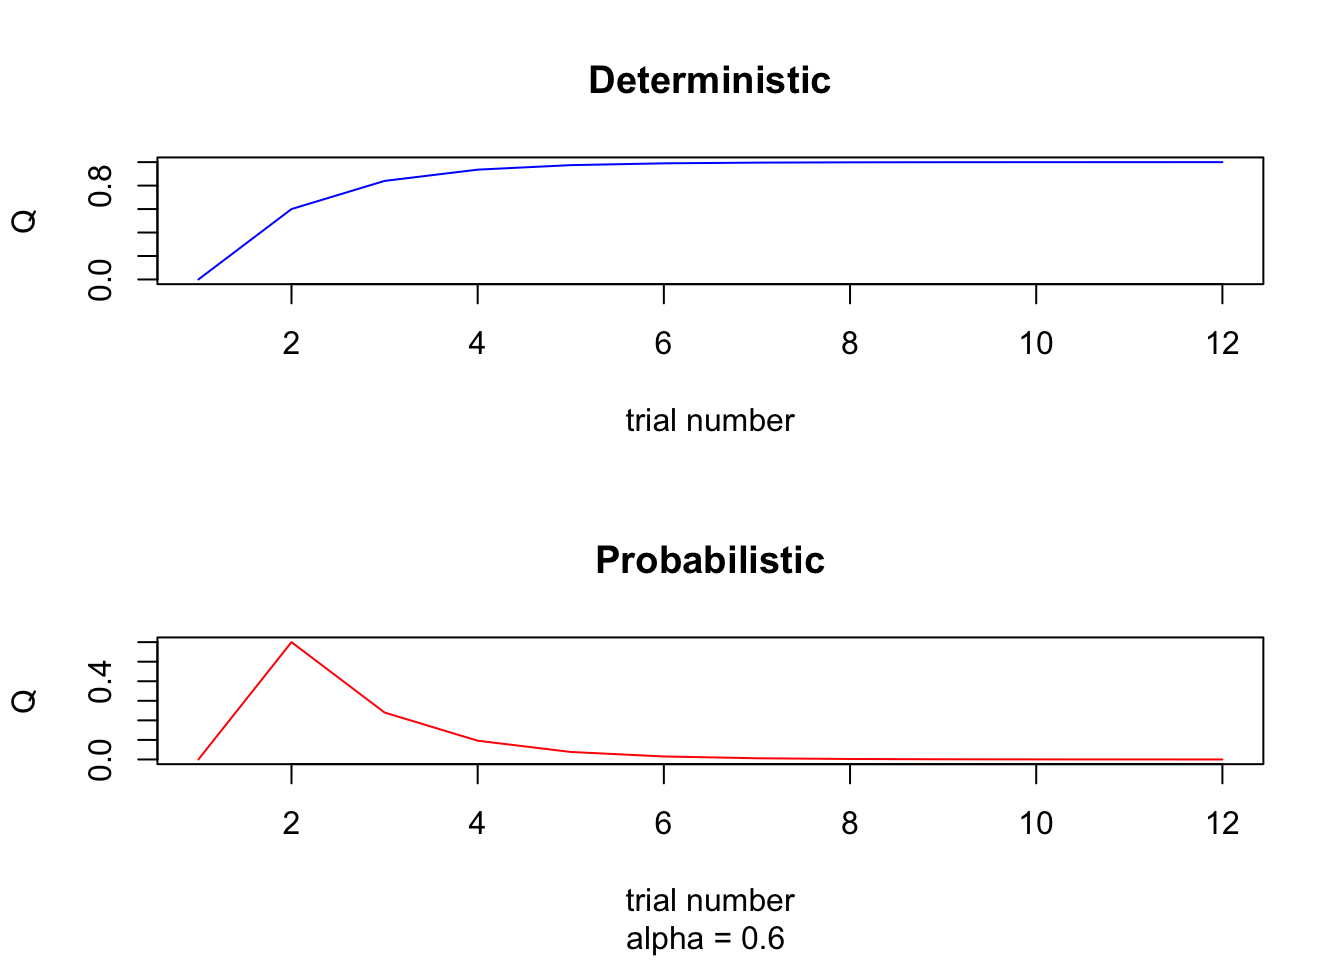 Deterministic
Q
0.8
0.0
2 4 6 8 10 12
trial number
Probabilistic
Q
0.4
0.0
2 4 6 8 10 12
trial number
alpha = 0.6